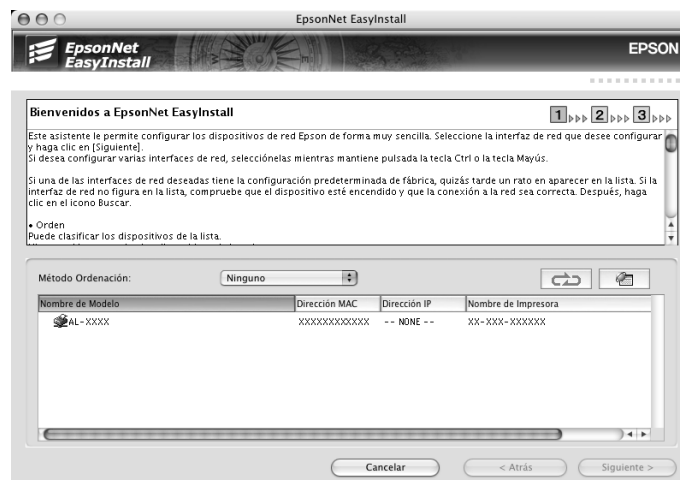 EpsonNet EasyInstall
EpsonNet
EasyInstall
EPSON
Bienvenidos a EpsonNet EasyInstall
1 2 3
Este asistente le permite configurar los dispositivos de red Epson de forma muy sencilla. Seleccione la interfaz de red que desee configurar
y haga clic en [Siguiente].
Si desea configurar varias interfaces de red, selecciónelas mientras mantiene pulsada la tecla Ctrl o la tecla Mayús.
Si una de las interfaces de red deseadas tiene la configuración predeterminada de fábrica, quizás tarde un rato en aparecer en la lista. Si la
interfaz de red no figura en la lista, compruebe que el dispositivo esté encendido y que la conexión a la red sea correcta. Después, haga
clic en el icono Buscar.
• Orden
Puede clasificar los dispositivos de la lista.
Método Ordenación: Ninguno
Nombre de Modelo Dirección MAC Dirección IP Nombre de Impresora
AL-XXXX XXXXXXXXXXXX -- NONE -- XX-XXX-XXXXXX
Cancelar < Atrás Siguiente >